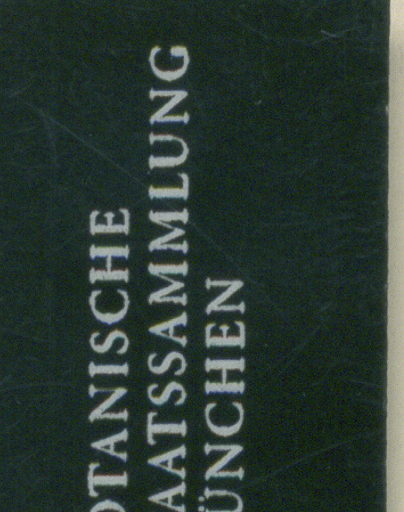 OTANISCHE
AATSSAMMLUNG
ÜNCHEN